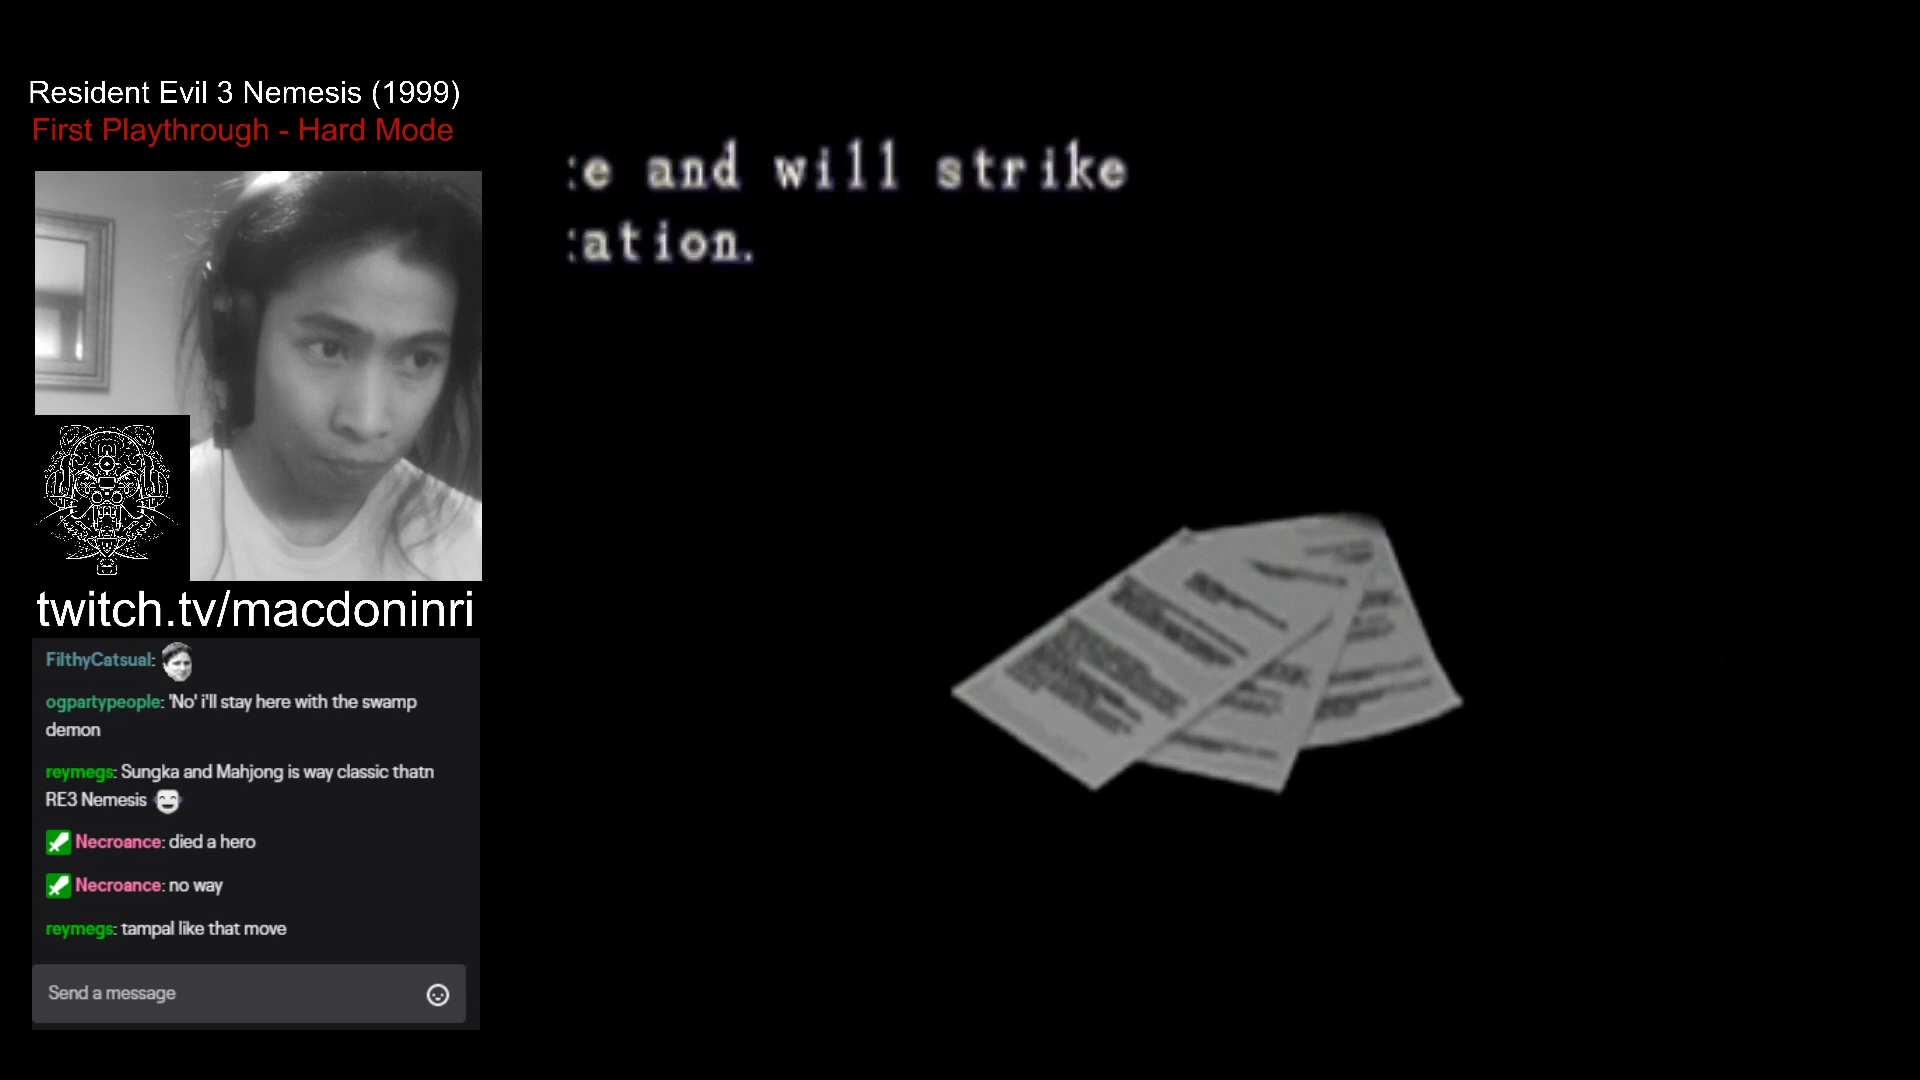 Resident Evil 3 Nemesis (1999)
First Playthrough - Hard Mode
:e and will strike
:ation.
twitch.tv/macdoninri
FilthyCatsual:
ogpartypeople: 'No' i'll stay here with the swamp
demon
reymegs: Sungka and Mahjong is way classic thatn
RE3 Nemesis
Necroance: died a hero
Necroance: no way
reymegs: tampal like that move
Send a message